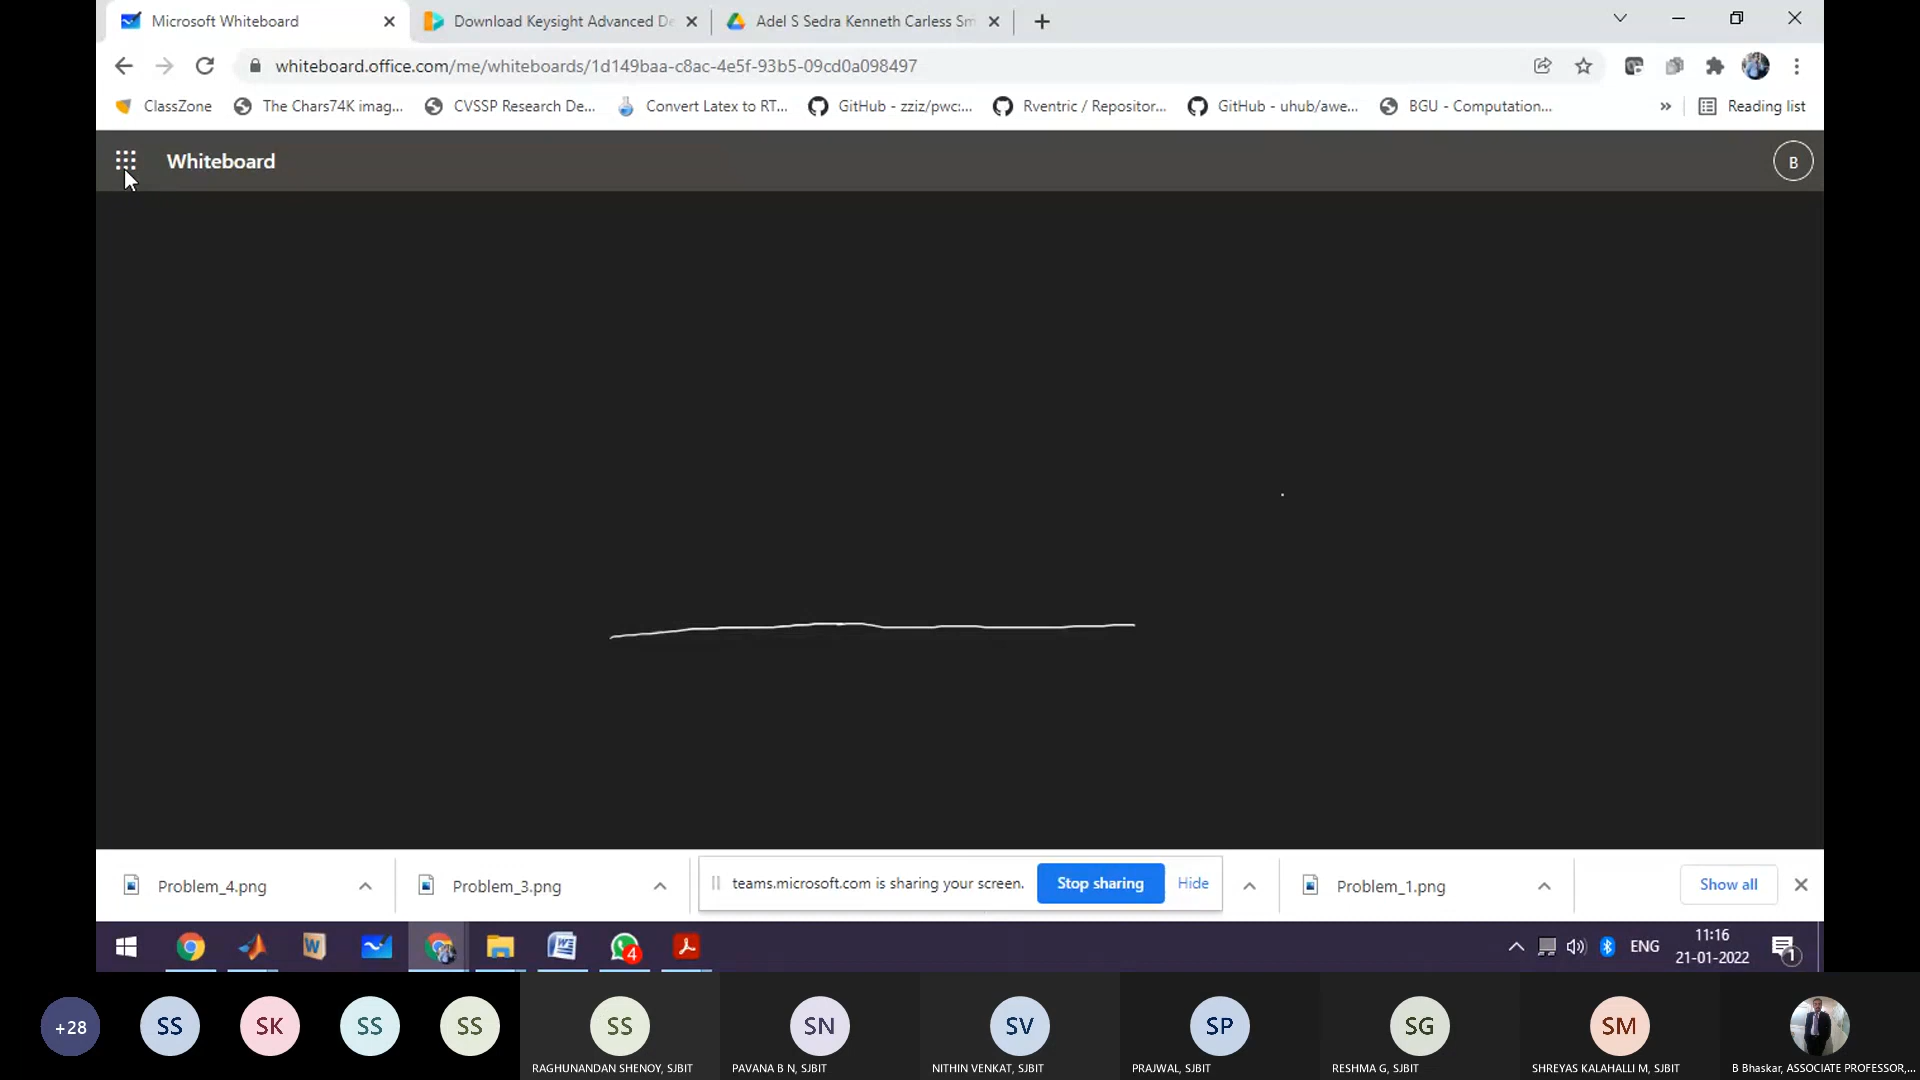 Microsoft Whiteboard
Download Keysight Advanced De
Adel S Sedra Kenneth Carless Sm
whiteboard.office.com/me/whiteboards/1d149baa-c8ac-4e5f-93b5-09cd0a098497
ClassZone
The Chars74K imag...
CVSSP Research De...
Convert Latex to RT...
GitHub - zziz/pwc:...
Rventric / Repositor...
GitHub - uhub/awe...
BGU - Computation...
»
Reading list
Whiteboard
B
Problem_4.png
Problem_3.png
teams.microsoft.com is sharing your screen.
Stop sharing
Hide
Problem_1.png
Show all
W
W
4
ENG
11:16
21-01-2022
1
+28
SS
SK
SS
SS
SS
SN
SV
SP
SG
SM
RAGHUNANDAN SHENOY, SJBIT
PAVANA B N, SJBIT
NITHIN VENKAT, SJBIT
PRAJWAL, SJBIT
RESHMA G, SJBIT
SHREYAS KALAHALLI M, SJBIT
B Bhaskar, ASSOCIATE PROFESSOR,...